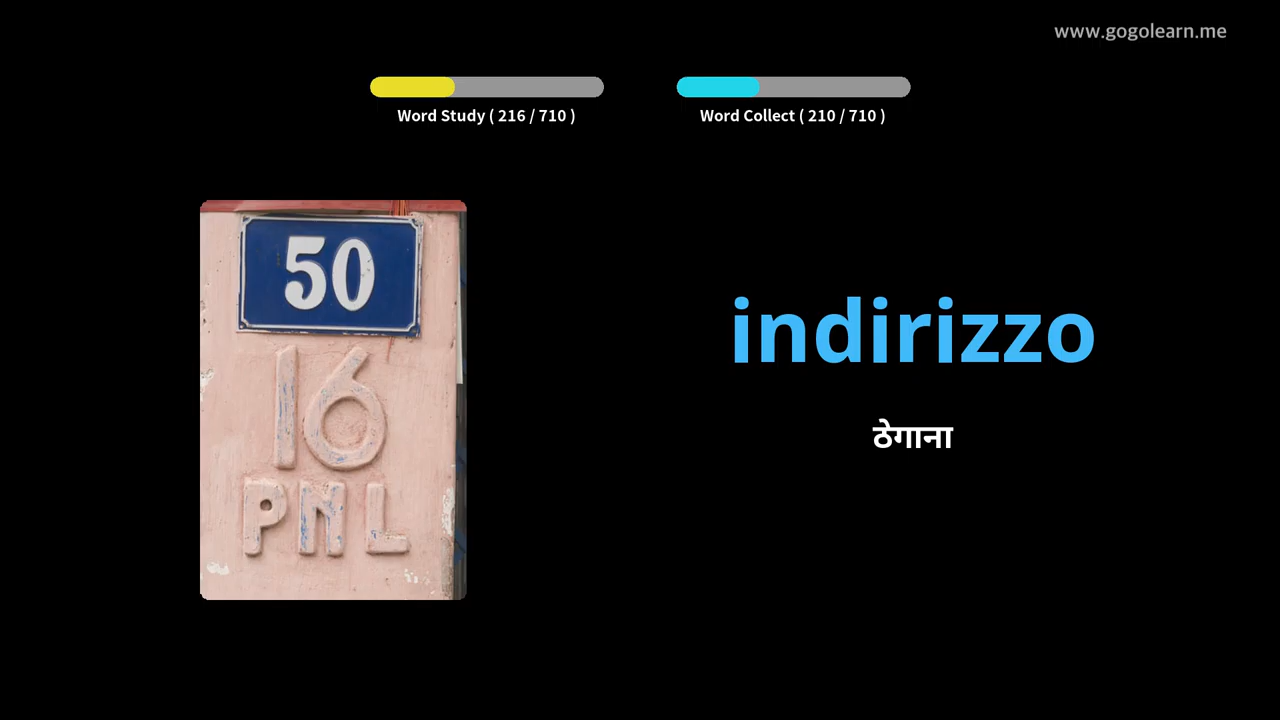 www.gogolearn.me
Word Study ( 216 / 710 )
Word Collect ( 210 / 710 )
50
16
PNL
indirizzo
ठेगाना